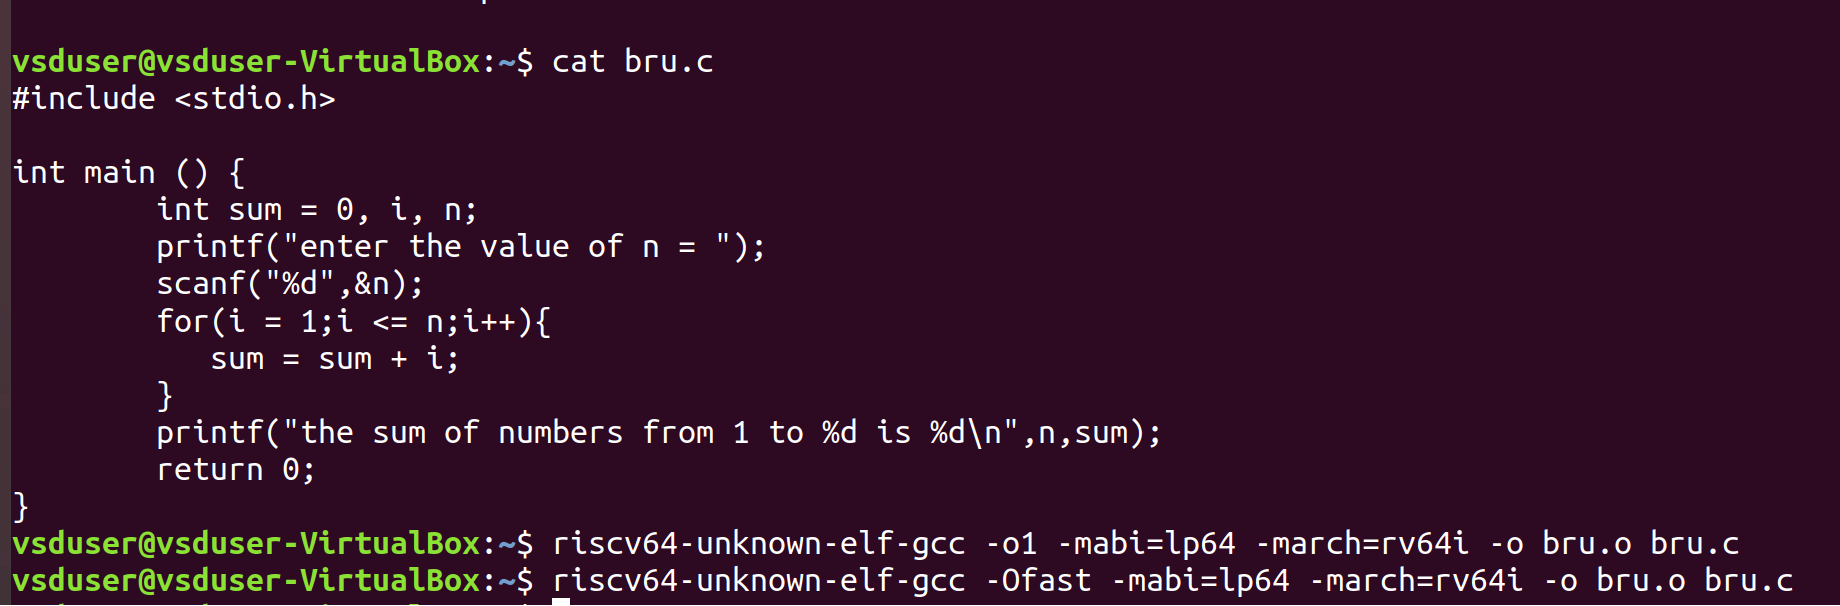 vsduser@vsduser-VirtualBox:~$ cat bru.c
#include <stdio.h>
int main () {
        int sum = 0, i, n;
        printf("enter the value of n = ");
        scanf("%d",&n);
        for(i = 1;i <= n;i++){
           sum = sum + i;
        }
        printf("the sum of numbers from 1 to %d is %d\n",n,sum);
        return 0;
}
vsduser@vsduser-VirtualBox:~$ riscv64-unknown-elf-gcc -o1 -mabi=lp64 -march=rv64i -o bru.o bru.c
vsduser@vsduser-VirtualBox:~$ riscv64-unknown-elf-gcc -Ofast -mabi=lp64 -march=rv64i -o bru.o bru.c